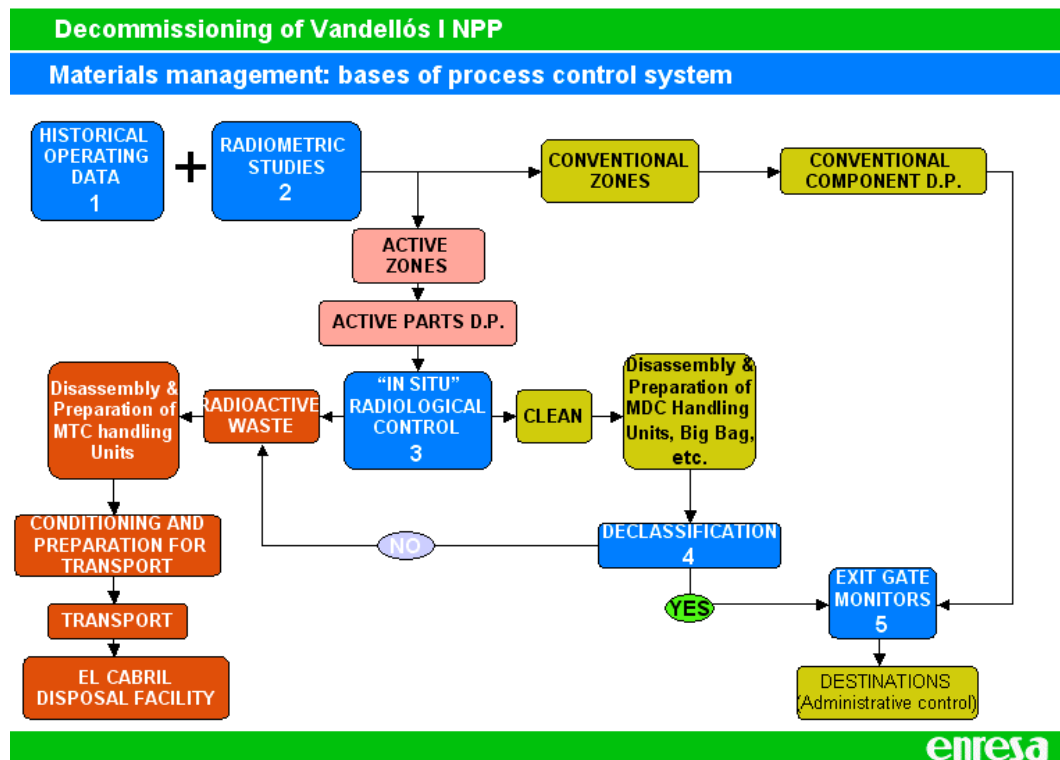 Decommissioning of Vandellós I NPP
Materials management: bases of process control system
HISTORICAL
OPERATING
DATA
1
+
RADIOMETRIC
STUDIES
2
CONVENTIONAL
ZONES
CONVENTIONAL
COMPONENT D.P.
ACTIVE
ZONES
ACTIVE PARTS D.P.
Disassembly &
Preparation of
MTC handling
Units
RADIOACTIVE
WASTE
“IN SITU”
RADIOLOGICAL
CONTROL
3
CLEAN
Disassembly &
Preparation of
MDC Handling
Units, Big Bag,
etc.
CONDITIONING AND
PREPARATION FOR
TRANSPORT
NO
DECLASSIFICATION
4
YES
EXIT GATE
MONITORS
5
TRANSPORT
EL CABRIL
DISPOSAL FACILITY
DESTINATIONS
(Administrative control)
enresa